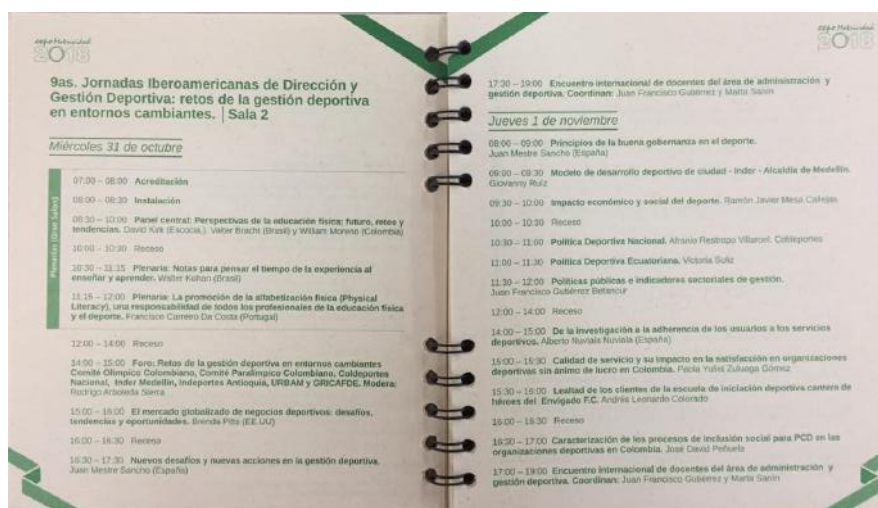 expoMotricidad
2018
9as. Jornadas Iberoamericanas de Dirección y
Gestión Deportiva: retos de la gestión deportiva
en entornos cambiantes. | Sala 2
Miércoles 31 de octubre
Plenarias (Gran Salón)
07:00 – 08:00 Acreditación
08:00 – 08:30 Instalación
08:30 – 10:00 Panel central: Perspectivas de la educación física: futuro, retos y
tendencias. David Kirk (Escocia), Valter Bracht (Brasil) y William Moreno (Colombia)
10:00 – 10:30 Receso
10:30 – 11:15 Plenaria: Notas para pensar el tiempo de la experiencia al
enseñar y aprender. Walter Kohan (Brasil)
11:15 – 12:00 Plenaria: La promoción de la alfabetización física (Physical
Literacy), una responsabilidad de todos los profesionales de la educación física
y el deporte. Francisco Carreiro Da Costa (Portugal)
12:00 – 14:00 Receso
14:00 – 15:00 Foro: Retos de la gestión deportiva en entornos cambiantes
Comité Olímpico Colombiano, Comité Paralímpico Colombiano, Coldeportes
Nacional, Inder Medellín, Indeportes Antioquia, URBAM y GRICAFDE. Modera:
Rodrigo Arboleda Sierra
15:00 – 16:00 El mercado globalizado de negocios deportivos: desafíos,
tendencias y oportunidades. Brenda Pitts (EE.UU)
16:00 – 16:30 Receso
16:30 – 17:30 Nuevos desafíos y nuevas acciones en la gestión deportiva.
Juan Mestre Sancho (España)
expoMotricidad
2018
17:30 – 19:00 Encuentro internacional de docentes del área de administración y
gestión deportiva. Coordinan: Juan Francisco Gutiérrez y Marta Sanín
Jueves 1 de noviembre
08:00 – 09:00 Principios de la buena gobernanza en el deporte.
Juan Mestre Sancho (España)
09:00 – 09:30 Modelo de desarrollo deportivo de ciudad - Inder - Alcaldía de Medellín.
Giovanny Ruiz
09:30 – 10:00 Impacto económico y social del deporte. Ramón Javier Mesa Callejas
10:00 – 10:30 Receso
10:30 – 11:00 Política Deportiva Nacional. Afranio Restrepo Villarroel. Coldeportes
11:00 – 11:30 Política Deportiva Ecuatoriana. Victoria Soliz
11:30 – 12:00 Políticas públicas e indicadores sectoriales de gestión.
Juan Francisco Gutiérrez Betancur
12:00 – 14:00 Receso
14:00 – 15:00 De la investigación a la adherencia de los usuarios a los servicios
deportivos. Alberto Nuviala Nuviala (España)
15:00 – 15:30 Calidad de servicio y su impacto en la satisfacción en organizaciones
deportivas sin ánimo de lucro en Colombia. Paola Zuluaga Gómez
15:30 – 16:00 Lealtad de los clientes de la escuela de iniciación deportiva cantera de
héroes del Envigado F.C. Andrés Leonardo Colorado
16:00 – 16:30 Receso
16:30 – 17:00 Caracterización de los procesos de inclusión social para PCD en las
organizaciones deportivas en Colombia. José David Peñuela
17:00 – 19:00 Encuentro internacional de docentes del área de administración y
gestión deportiva. Coordinan: Juan Francisco Gutiérrez y Marta Sanín